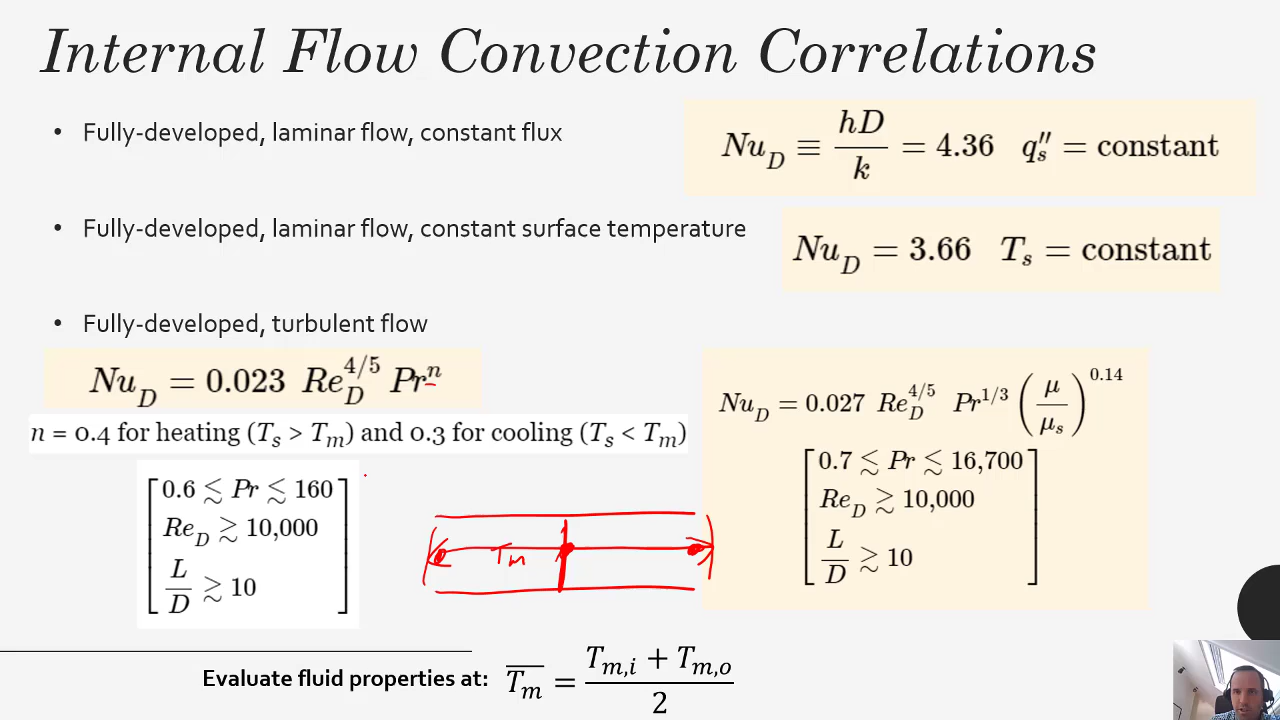 Internal Flow Convection Correlations
• Fully-developed, laminar flow, constant flux
Nu_D ≡ hD/k = 4.36   q″_s = constant
• Fully-developed, laminar flow, constant surface temperature
Nu_D = 3.66   T_s = constant
• Fully-developed, turbulent flow
Nu_D = 0.023 Re_D^{4/5} Pr^n
n = 0.4 for heating (T_s > T_m) and 0.3 for cooling (T_s < T_m)
[0.6 ≲ Pr ≲ 160
Re_D ≳ 10,000
L/D ≳ 10]
T_m
Nu_D = 0.027 Re_D^{4/5} Pr^{1/3} (μ/μ_s)^{0.14}
[0.7 ≲ Pr ≲ 16,700
Re_D ≳ 10,000
L/D ≳ 10]
Evaluate fluid properties at: \overline{T_m} = (T_{m,i} + T_{m,o})/2